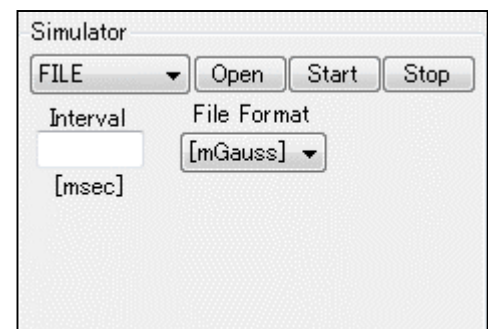 Simulator
FILE Open Start Stop
Interval File Format
[mGauss]
[msec]